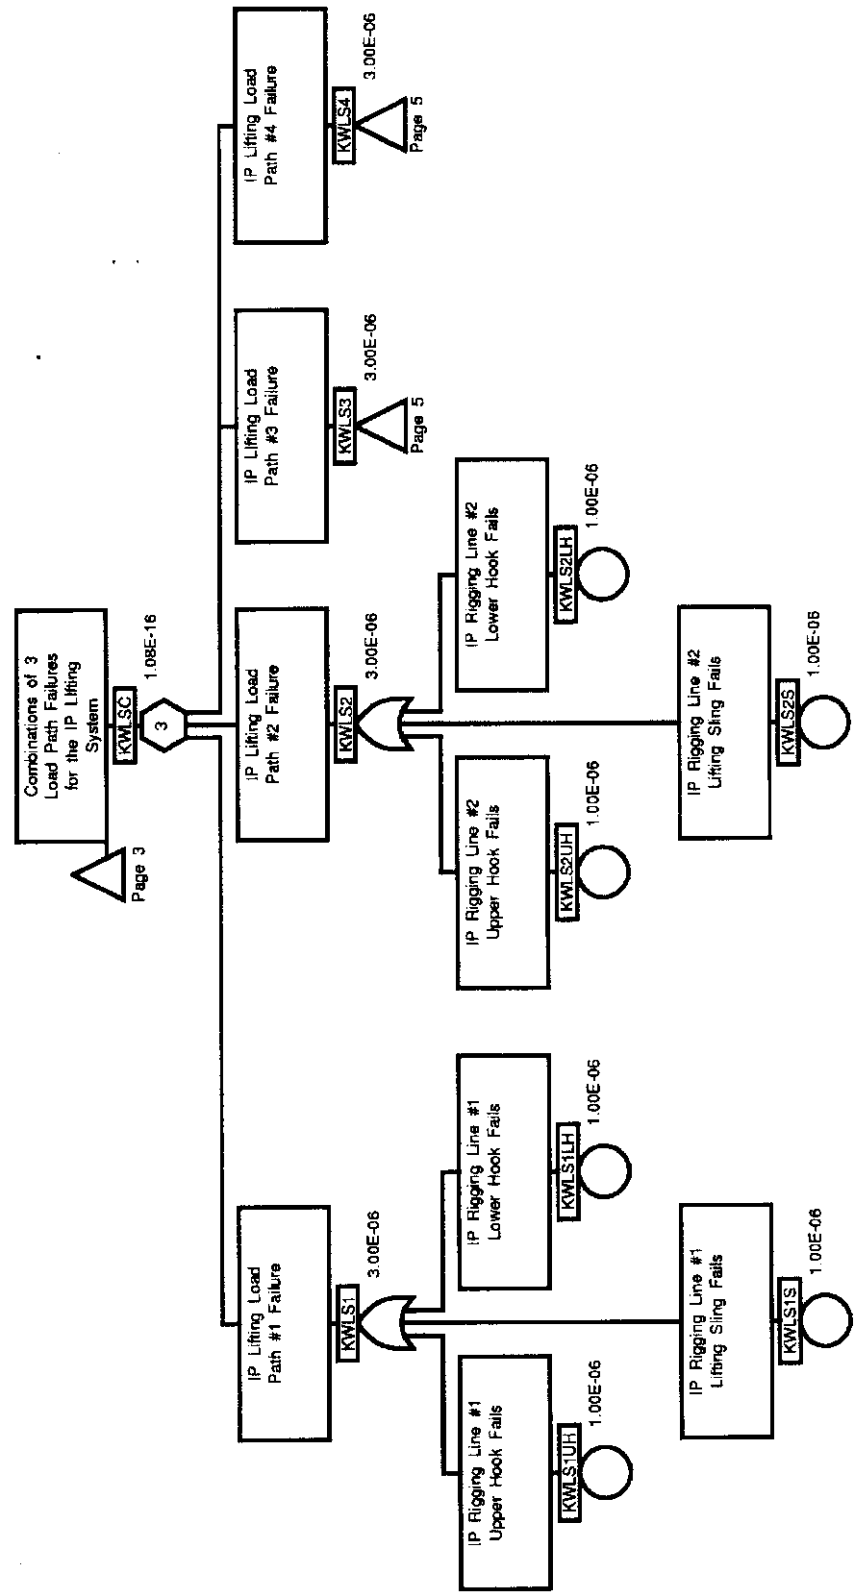 Combinations of 3
Load Path Failures
for the IP Lifting
System
Page 3
KWLSC
1.08E-16
3
IP Lifting Load
Path #1 Failure
KWLS1
3.00E-06
IP Lifting Load
Path #2 Failure
KWLS2
3.00E-06
IP Lifting Load
Path #3 Failure
KWLS3
3.00E-06
Page 5
IP Lifting Load
Path #4 Failure
KWLS4
3.00E-06
Page 5
IP Rigging Line #1
Upper Hook Fails
KWLS1UH
1.00E-06
IP Rigging Line #1
Lower Hook Fails
KWLS1LH
1.00E-06
IP Rigging Line #2
Upper Hook Fails
KWLS2UH
1.00E-06
IP Rigging Line #2
Lower Hook Fails
KWLS2LH
1.00E-06
IP Rigging Line #1
Lifting Sling Fails
KWLS1S
1.00E-06
IP Rigging Line #2
Lifting Sling Fails
KWLS2S
1.00E-06